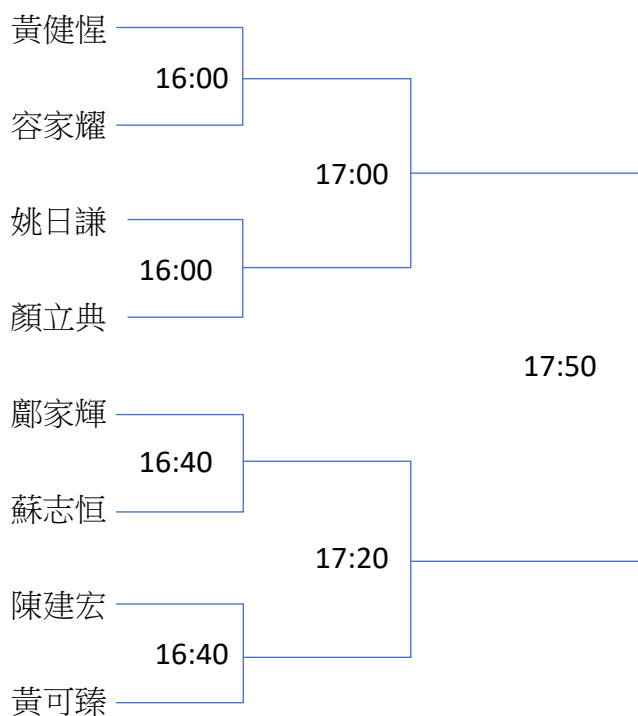 黃健惺
16:00
容家耀
17:00
姚日謙
16:00
顏立典
17:50
鄺家輝
16:40
蘇志恒
17:20
陳建宏
16:40
黃可臻